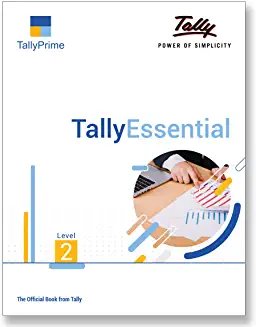 TallyPrime
Tally
POWER OF SIMPLICITY
TallyEssential
Level
2
The Official Book from Tally